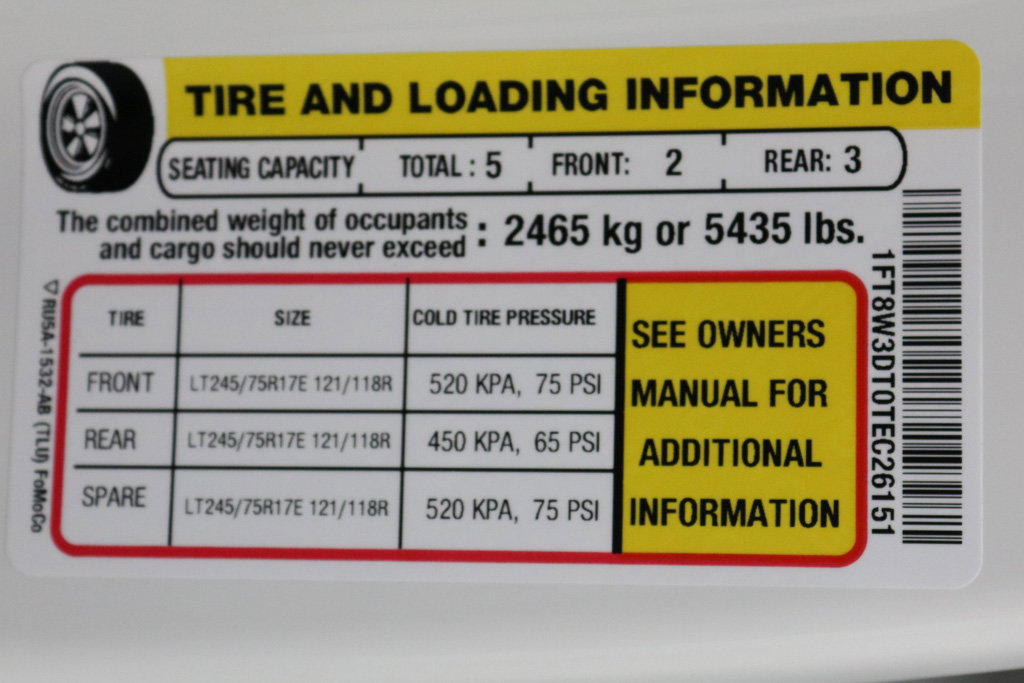 TIRE AND LOADING INFORMATION
SEATING CAPACITY TOTAL : 5 FRONT: 2 REAR: 3
The combined weight of occupants
and cargo should never exceed : 2465 kg or 5435 lbs.
TIRE SIZE COLD TIRE PRESSURE
FRONT LT245/75R17E 121/118R 520 KPA, 75 PSI
REAR LT245/75R17E 121/118R 450 KPA, 65 PSI
SPARE LT245/75R17E 121/118R 520 KPA, 75 PSI
SEE OWNERS
MANUAL FOR
ADDITIONAL
INFORMATION
1FT8W3DT0TEC26151
RU5A-1532-AB (TLU) FoMoCo